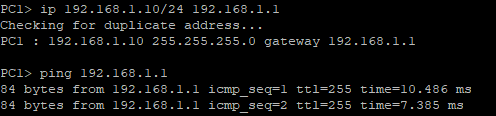 PC1> ip 192.168.1.10/24 192.168.1.1
Checking for duplicate address...
PC1 : 192.168.1.10 255.255.255.0 gateway 192.168.1.1
PC1> ping 192.168.1.1
84 bytes from 192.168.1.1 icmp_seq=1 ttl=255 time=10.486 ms
84 bytes from 192.168.1.1 icmp_seq=2 ttl=255 time=7.385 ms